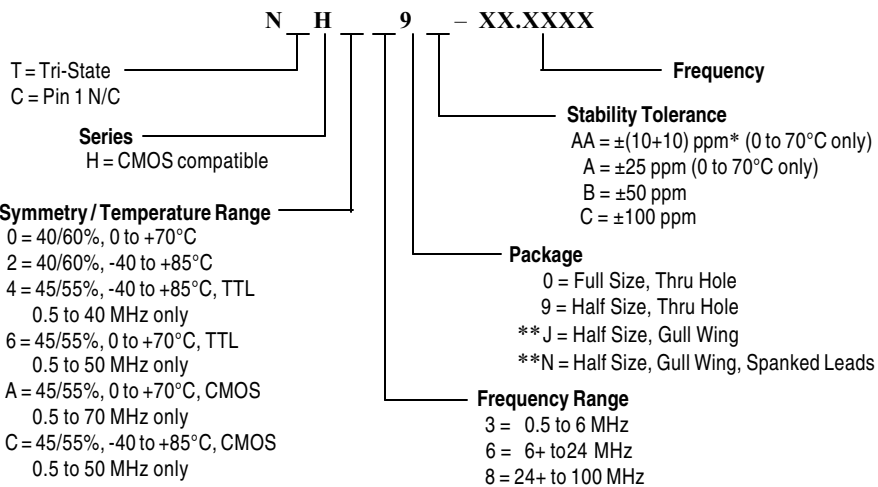 N __ H __ __ 9 __ – XX.XXXX
T = Tri-State
C = Pin 1 N/C
Series
H = CMOS compatible
Symmetry / Temperature Range
0 = 40/60%, 0 to +70°C
2 = 40/60%, -40 to +85°C
4 = 45/55%, -40 to +85°C, TTL
0.5 to 40 MHz only
6 = 45/55%, 0 to +70°C, TTL
0.5 to 50 MHz only
A = 45/55%, 0 to +70°C, CMOS
0.5 to 70 MHz only
C = 45/55%, -40 to +85°C, CMOS
0.5 to 50 MHz only
Frequency
Stability Tolerance
AA = ±(10+10) ppm* (0 to 70°C only)
A = ±25 ppm (0 to 70°C only)
B = ±50 ppm
C = ±100 ppm
Package
0 = Full Size, Thru Hole
9 = Half Size, Thru Hole
**J = Half Size, Gull Wing
**N = Half Size, Gull Wing, Spanked Leads
Frequency Range
3 = 0.5 to 6 MHz
6 = 6+ to24 MHz
8 = 24+ to 100 MHz